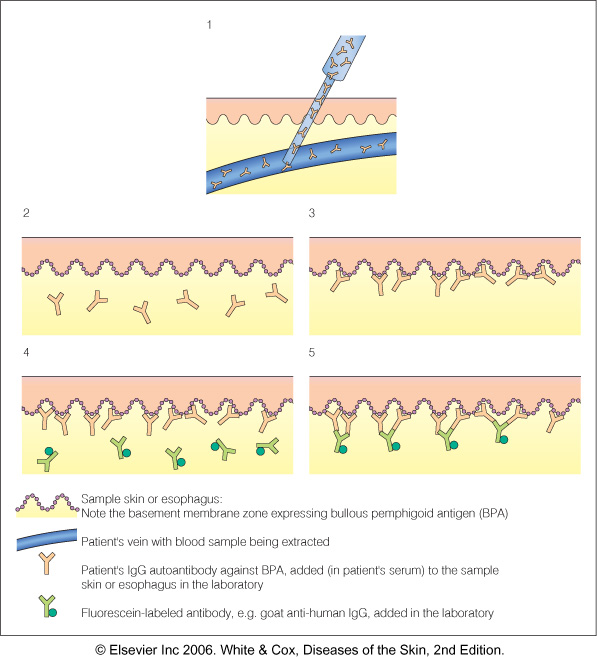 1
2
3
4
5
Sample skin or esophagus:
Note the basement membrane zone expressing bullous pemphigoid antigen (BPA)
Patient's vein with blood sample being extracted
Patient's IgG autoantibody against BPA, added (in patient's serum) to the sample
skin or esophagus in the laboratory
Fluorescein-labeled antibody, e.g. goat anti-human IgG, added in the laboratory
© Elsevier Inc 2006. White & Cox, Diseases of the Skin, 2nd Edition.